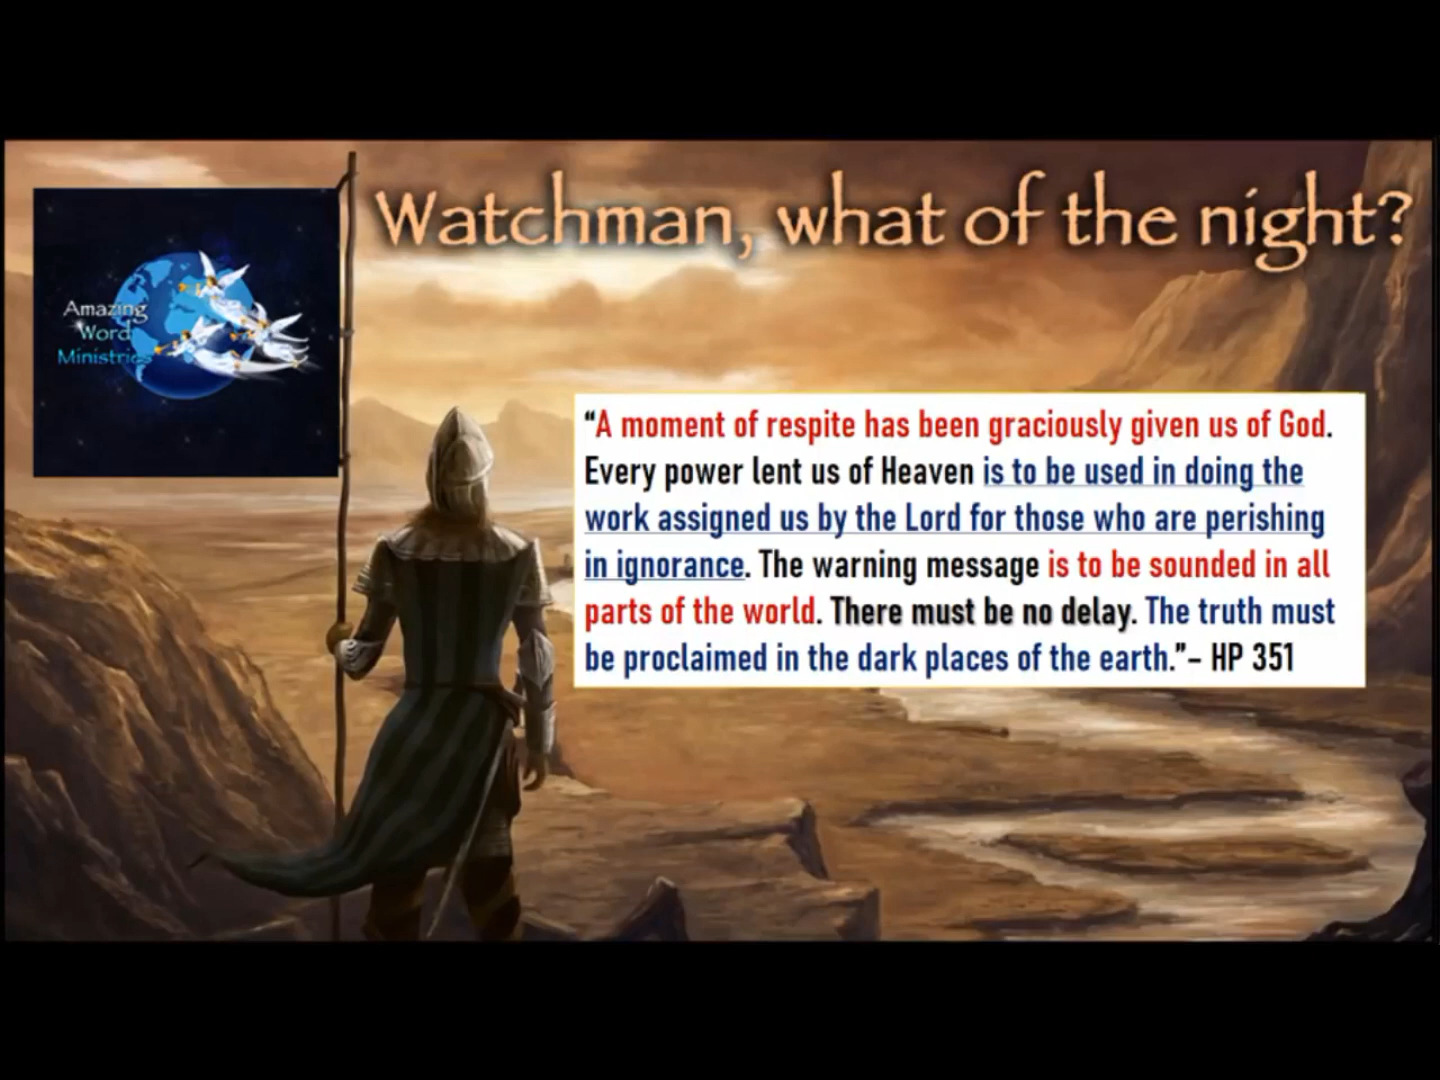 Watchman, what of the night?
Amazing
Word
Ministries
“A moment of respite has been graciously given us of God.
Every power lent us of Heaven is to be used in doing the
work assigned us by the Lord for those who are perishing
in ignorance. The warning message is to be sounded in all
parts of the world. There must be no delay. The truth must
be proclaimed in the dark places of the earth.”– HP 351